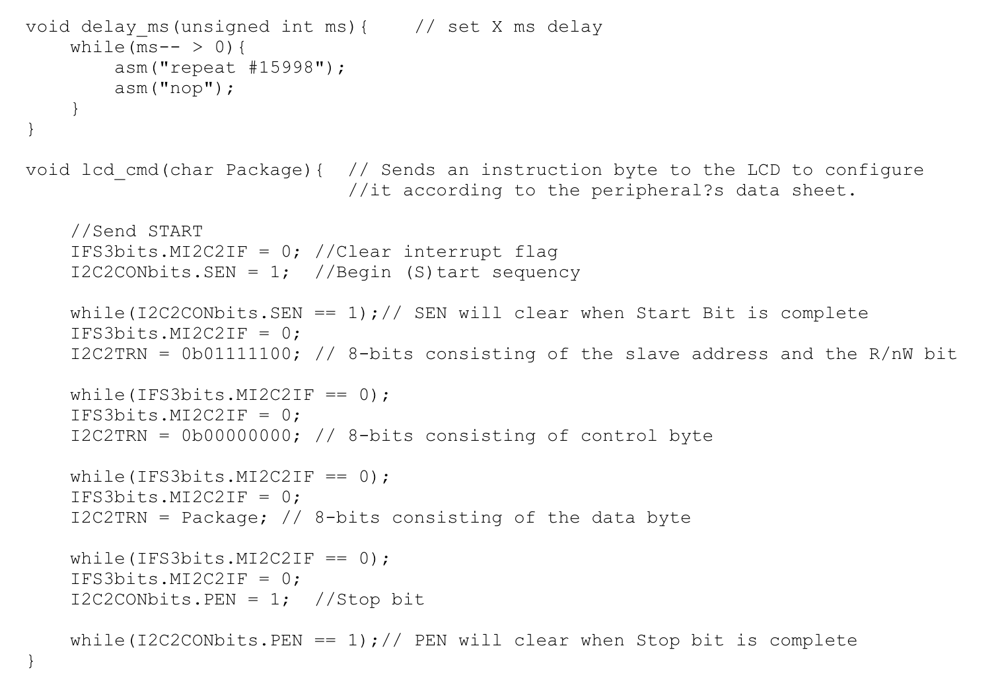 void delay_ms(unsigned int ms){    // set X ms delay
    while(ms-- > 0){
        asm("repeat #15998");
        asm("nop");
    }
}
void lcd_cmd(char Package){  // Sends an instruction byte to the LCD to configure
                             //it according to the peripheral?s data sheet.
    //Send START
    IFS3bits.MI2C2IF = 0; //Clear interrupt flag
    I2C2CONbits.SEN = 1;  //Begin (S)tart sequency
    while(I2C2CONbits.SEN == 1);// SEN will clear when Start Bit is complete
    IFS3bits.MI2C2IF = 0;
    I2C2TRN = 0b01111100; // 8-bits consisting of the slave address and the R/nW bit
    while(IFS3bits.MI2C2IF == 0);
    IFS3bits.MI2C2IF = 0;
    I2C2TRN = 0b00000000; // 8-bits consisting of control byte
    while(IFS3bits.MI2C2IF == 0);
    IFS3bits.MI2C2IF = 0;
    I2C2TRN = Package; // 8-bits consisting of the data byte
    while(IFS3bits.MI2C2IF == 0);
    IFS3bits.MI2C2IF = 0;
    I2C2CONbits.PEN = 1;  //Stop bit
    while(I2C2CONbits.PEN == 1);// PEN will clear when Stop bit is complete
}